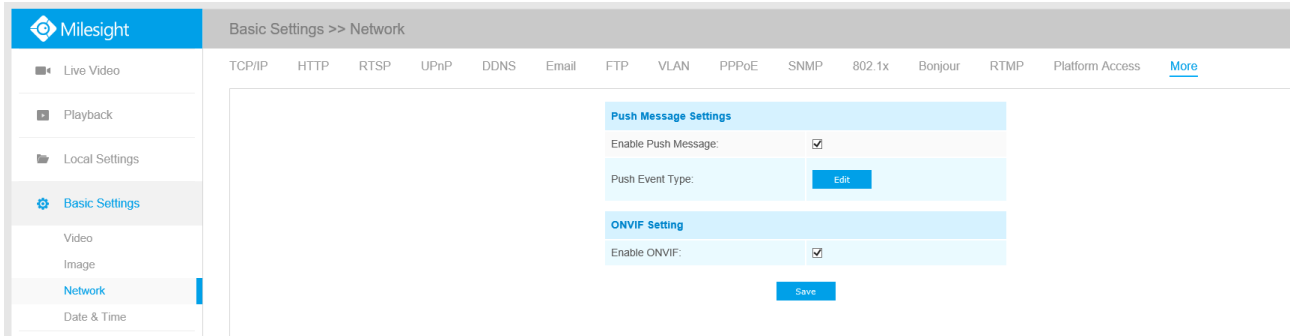 Milesight
Basic Settings >> Network
Live Video
Playback
Local Settings
Basic Settings
Video
Image
Network
Date & Time
TCP/IP HTTP RTSP UPnP DDNS Email FTP VLAN PPPoE SNMP 802.1x Bonjour RTMP Platform Access More
Push Message Settings
Enable Push Message:
Push Event Type: Edit
ONVIF Setting
Enable ONVIF:
Save